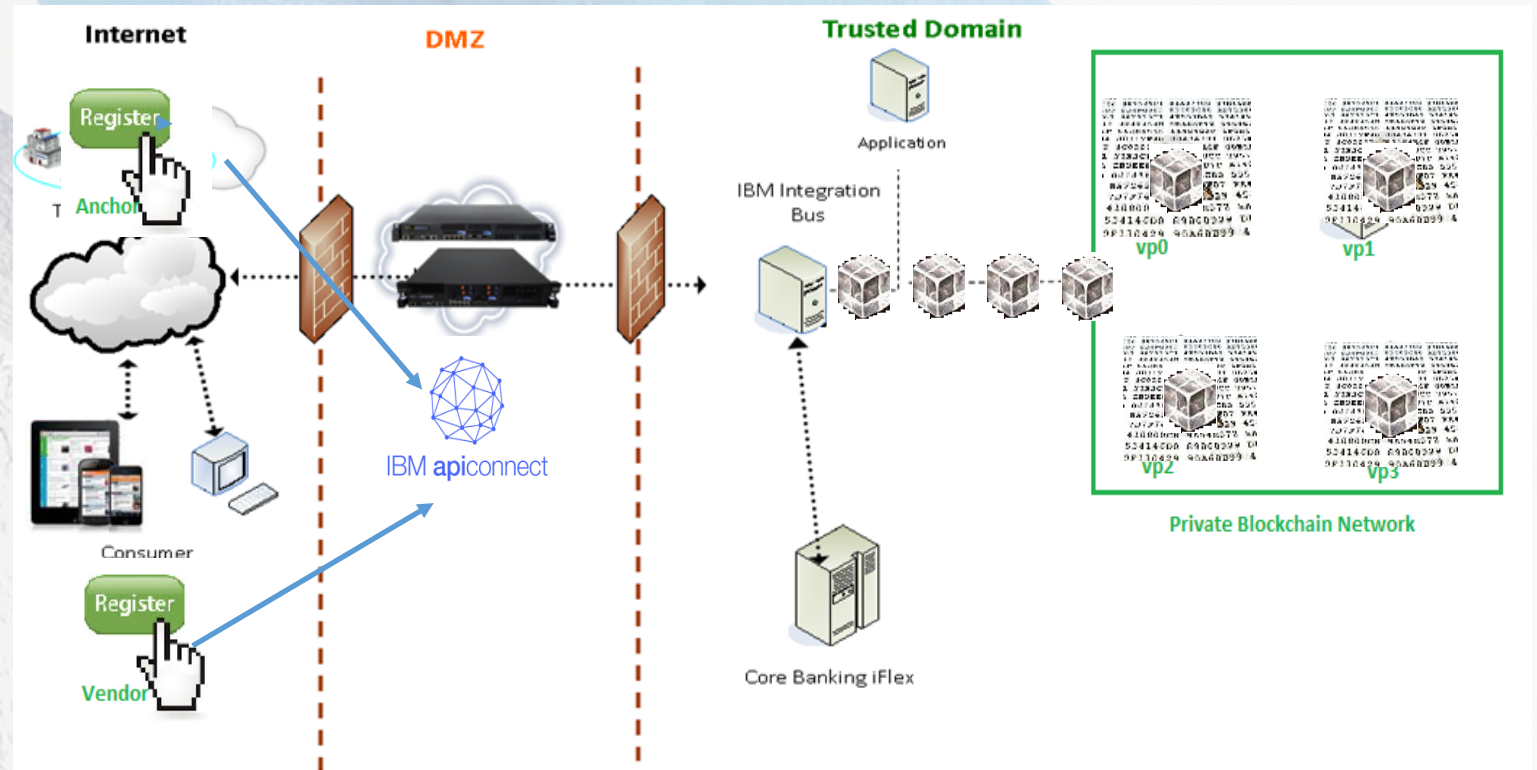 Internet
DMZ
Trusted Domain
Register
T
Anchor
Application
IBM Integration
Bus
vp0
vp1
IBM apiconnect
vp2
vp3
Consumer
Private Blockchain Network
Register
Core Banking iFlex
Vendor